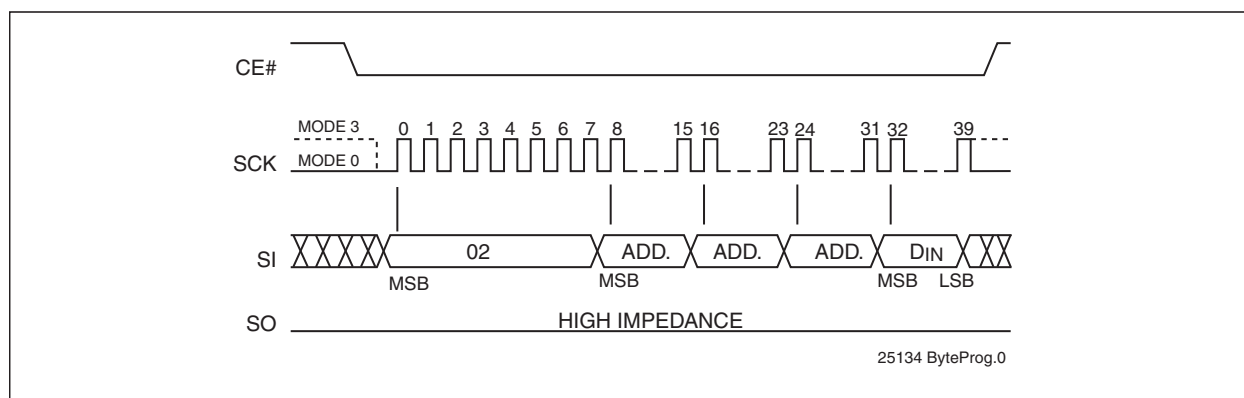 CE#
MODE 3
0 1 2 3 4 5 6 7 8 15 16 23 24 31 32 39
SCK
MODE 0
SI
02 ADD. ADD. ADD. DIN
MSB MSB MSB LSB
SO
HIGH IMPEDANCE
25134 ByteProg.0